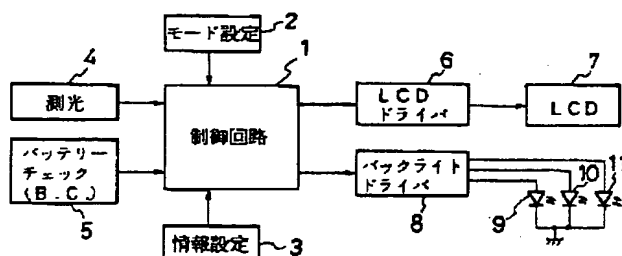 2
モード設定
4
1
6
7
測光
LCD
ドライバ
LCD
制御回路
バッテリー
チェック
(B.C.)
バックライト
ドライバ
10
11
5
8
9
情報設定
3